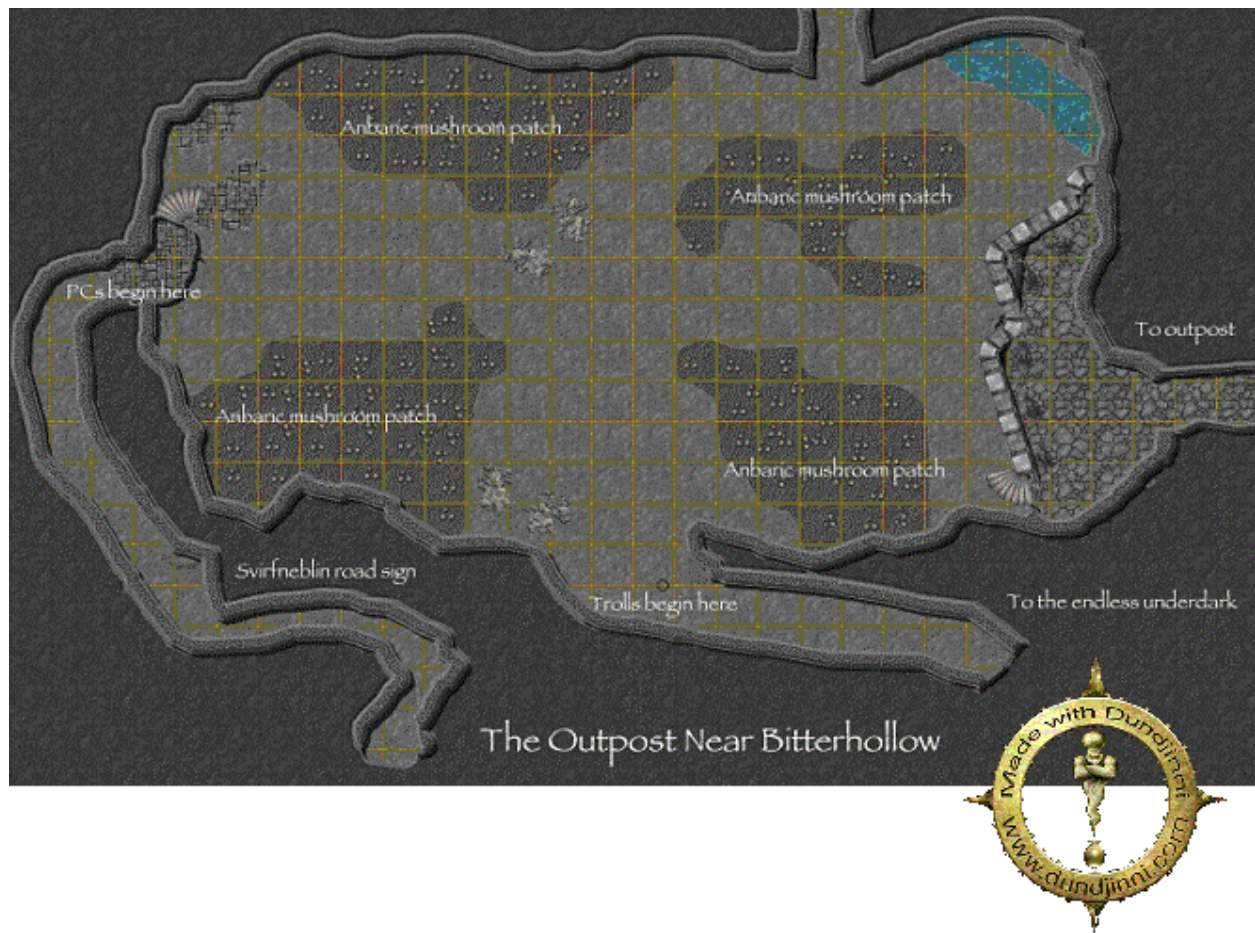 Anbaric mushroom patch
Anbaric mushroom patch
PCs begin here
To outpost
Anbaric mushroom patch
Anbaric mushroom patch
Svirfneblin road sign
Trolls begin here
To the endless underdark
The Outpost Near Bitterhollow
Made with Dundjinni
www.dundjinni.com